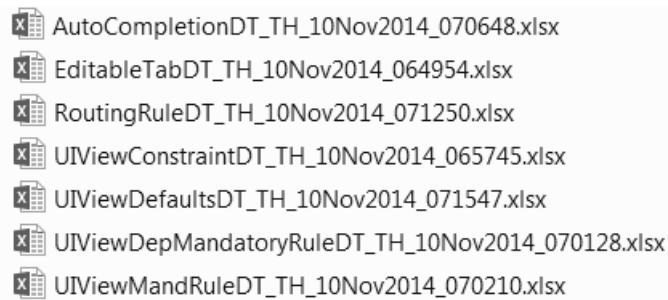 AutoCompletionDT_TH_10Nov2014_070648.xlsx
EditableTabDT_TH_10Nov2014_064954.xlsx
RoutingRuleDT_TH_10Nov2014_071250.xlsx
UIViewConstraintDT_TH_10Nov2014_065745.xlsx
UIViewDefaultsDT_TH_10Nov2014_071547.xlsx
UIViewDepMandatoryRuleDT_TH_10Nov2014_070128.xlsx
UIViewMandRuleDT_TH_10Nov2014_070210.xlsx